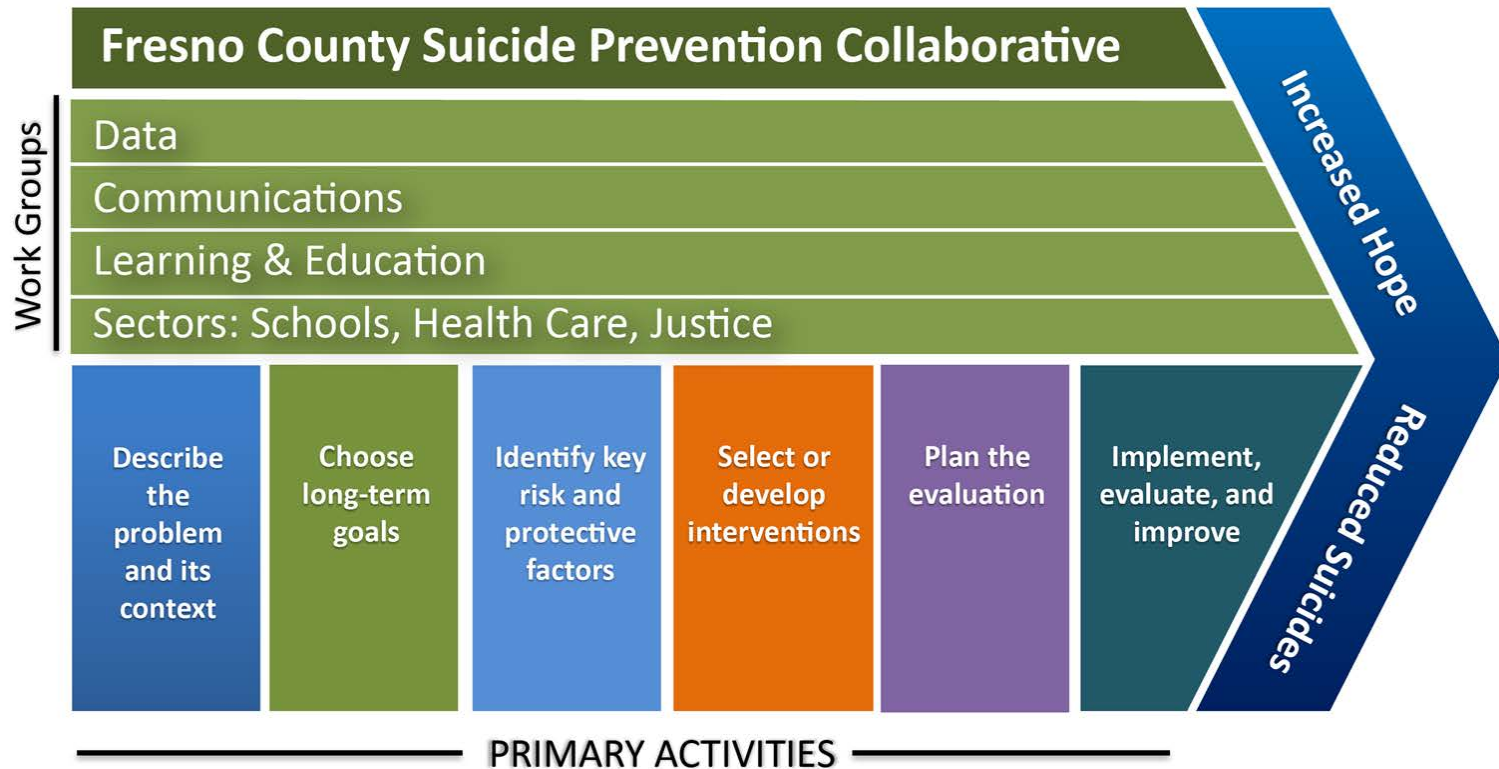 Fresno County Suicide Prevention Collaborative
Work Groups
Data
Communications
Learning & Education
Sectors: Schools, Health Care, Justice
Describe
the
problem
and its
context
Choose
long-term
goals
Identify key
risk and
protective
factors
Select or
develop
interventions
Plan the
evaluation
Implement,
evaluate, and
improve
Increased Hope
Reduced Suicides
PRIMARY ACTIVITIES